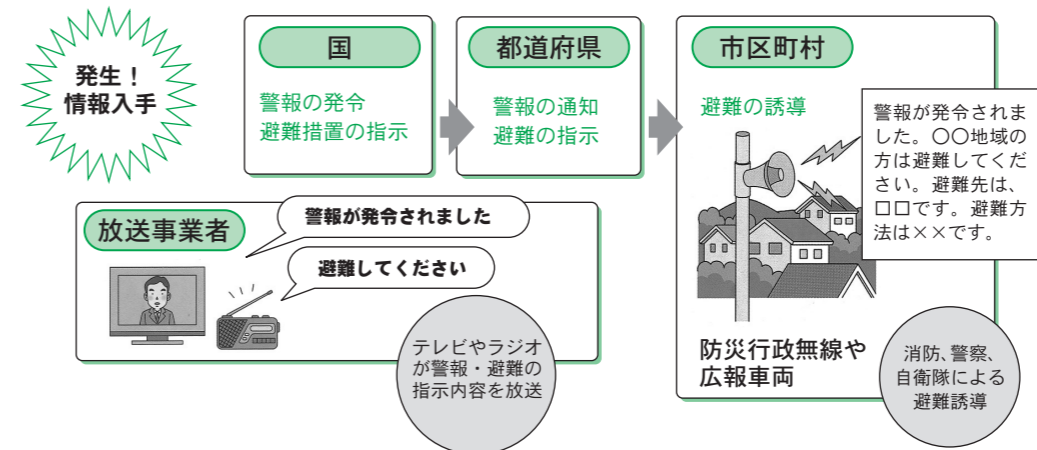 発生！
情報入手
国
警報の発令
避難措置の指示
都道府県
警報の通知
避難の指示
市区町村
避難の誘導
警報が発令されま
した。〇〇地域の
方は避難してくだ
さい。避難先は、
□□です。避難方
法は××です。
防災行政無線や
広報車両
消防、警察、
自衛隊による
避難誘導
放送事業者
警報が発令されました
避難してください
テレビやラジオ
が警報・避難の
指示内容を放送